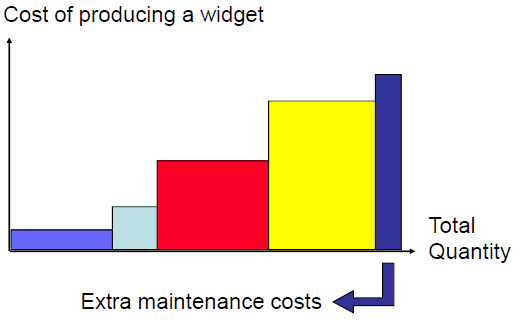 Cost of producing a widget
Total
Quantity
Extra maintenance costs